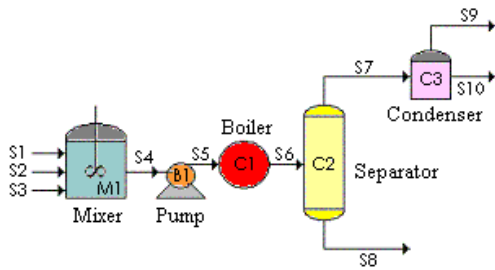 S9
S7
C3
S10
Condenser
Boiler
S1
S2
S3
S4
S5
S6
M1
B1
C1
C2
Separator
Mixer
Pump
S8